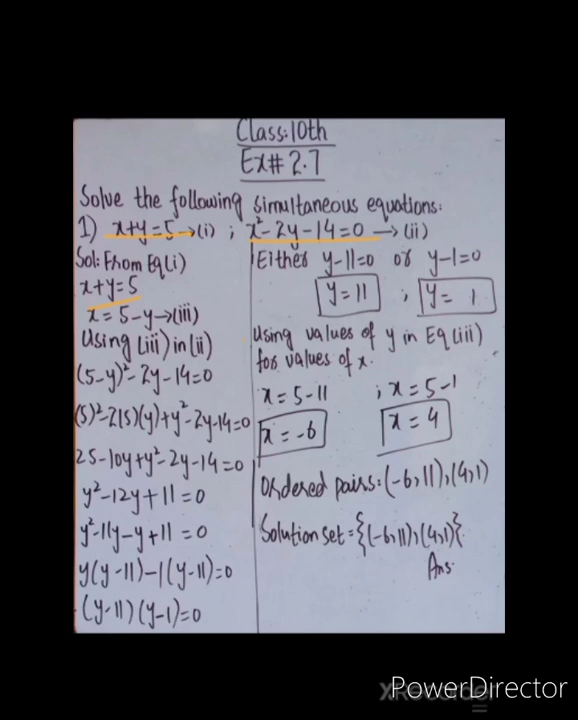 Class:10th
Ex# 2.7
Solve the following simultaneous equations:
1) x+y=5→(i) ; x²-2y-14=0 → (ii)
Sol: From Eq(i)
x+y=5
x = 5-y→(iii)
Using (iii) in (ii)
(5-y)²-2y-14=0
(5)²-2(5)(y)+y²-2y-14=0
25-10y+y²-2y-14=0
y²-12y+11=0
y²-11y-y+11=0
y(y-11)-1(y-11)=0
(y-11)(y-1)=0
Either y-11=0 or y-1=0
y=11 ; y= 1
Using values of y in Eq(iii)
for values of x.
x=5-11 ; x=5-1
x=-6 x=4
Ordered pairs:(-6,11),(4,1)
Solution set={(-6,11),(4,1)}.
Ans.
XRecorder
PowerDirector